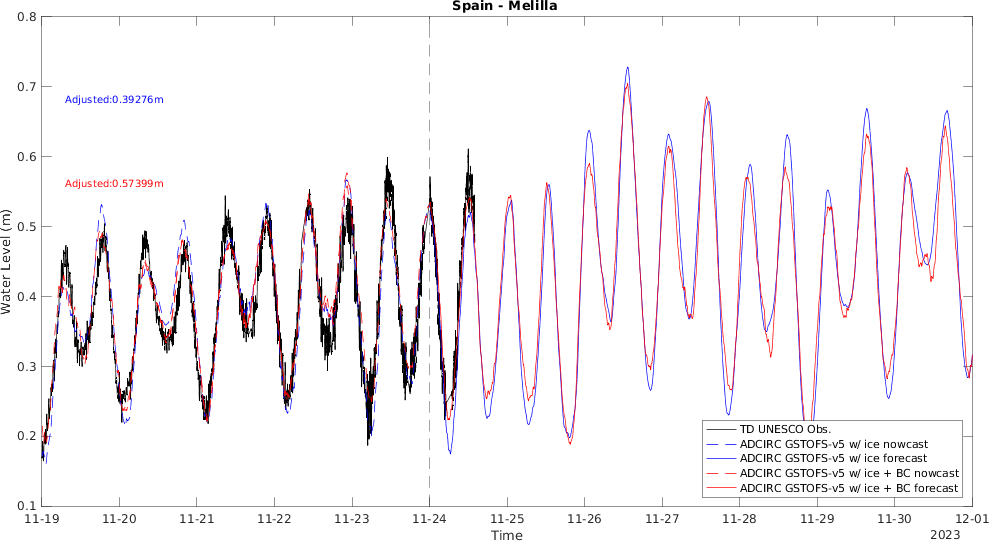 Spain - Melilla
0.8
0.7
0.6
0.5
0.4
0.3
0.2
0.1
Water Level (m)
Adjusted:0.39276m
Adjusted:0.57399m
TD UNESCO Obs.
ADCIRC GSTOFS-v5 w/ ice nowcast
ADCIRC GSTOFS-v5 w/ ice forecast
ADCIRC GSTOFS-v5 w/ ice + BC nowcast
ADCIRC GSTOFS-v5 w/ ice + BC forecast
11-19 11-20 11-21 11-22 11-23 11-24 11-25 11-26 11-27 11-28 11-29 11-30 12-01
Time
2023